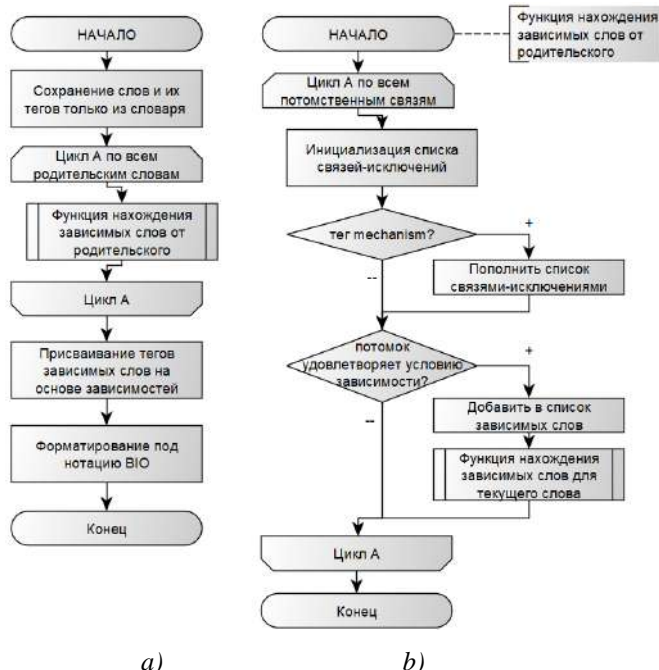 НАЧАЛО
Сохранение слов и их
тегов только из словаря
Цикл А по всем
родительским словам
Функция нахождения
зависимых слов от
родительского
Цикл А
Присваивание тегов
зависимых слов на
основе зависимостей
Форматирование под
нотацию BIO
Конец
a)
НАЧАЛО
Функция нахождения
зависимых слов от
родительского
Цикл А по всем
потомственным связям
Инициализация списка
связей-исключений
тег mechanism?
+
--
Пополнить список
связями-исключениями
потомок
удовлетворяет условию
зависимости?
+
--
Добавить в список
зависимых слов
Функция нахождения
зависимых слов для
текущего слова
Цикл А
Конец
b)